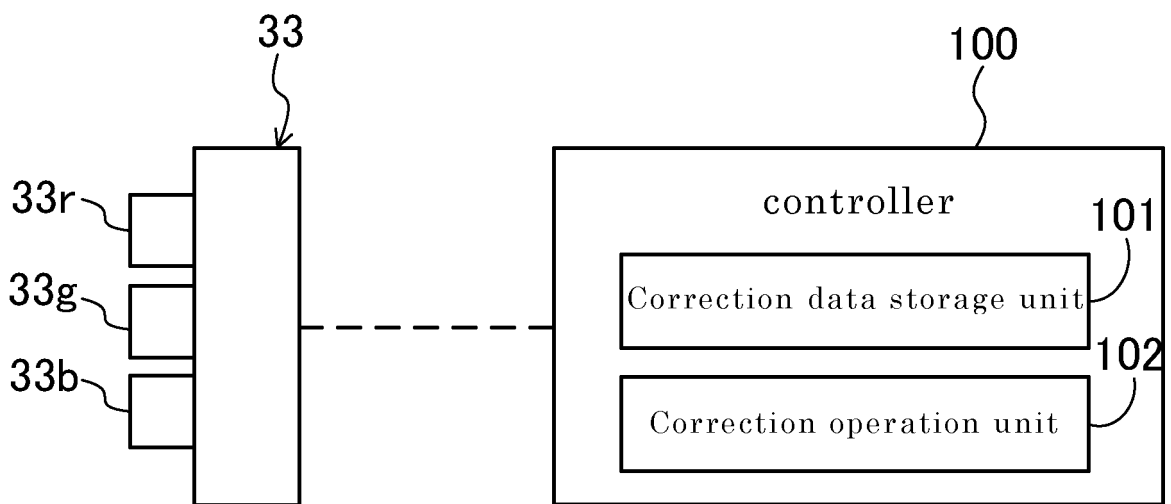 33
100
33r
controller
101
33g
Correction data storage unit
102
33b
Correction operation unit